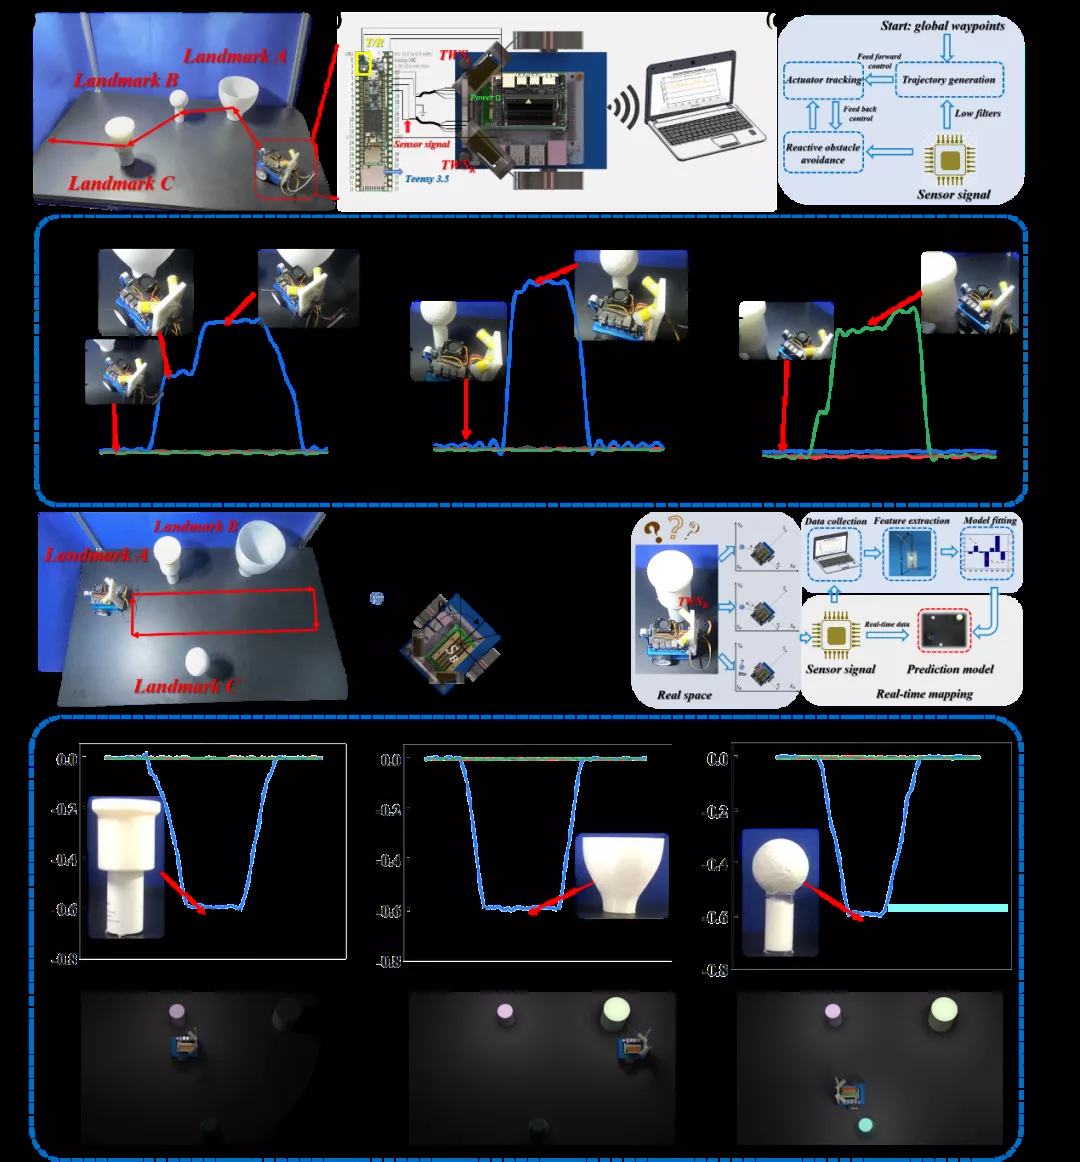 Landmark A
Landmark B
Landmark C
T/R
Power
Sensor signal
Teensy 3.5
TWS
TWS
Start: global waypoints
Feed forward
control
Actuator tracking
Trajectory generation
Feed back
control
Low filters
Reactive obstacle
avoidance
Sensor signal
Landmark B
Landmark A
Landmark C
TWS
Real space
Data collection
Feature extraction
Model fitting
Real-time data
Sensor signal
Prediction model
Real-time mapping
0.0
-0.2
-0.4
-0.6
-0.8
0.0
-0.2
-0.4
-0.6
-0.8
0.0
-0.2
-0.4
-0.6
-0.8